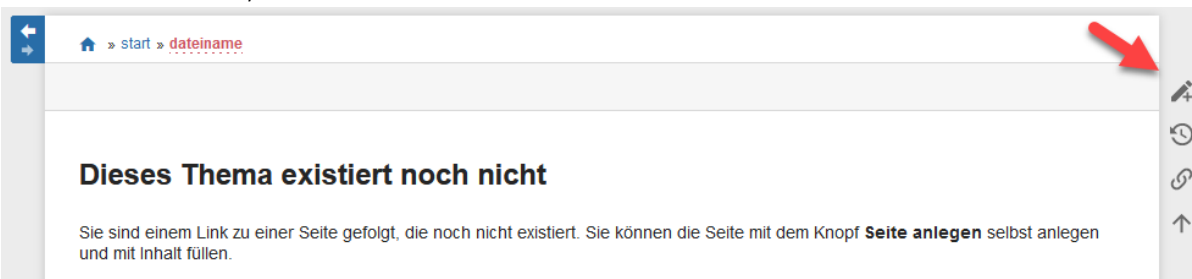 » start » dateiname
Dieses Thema existiert noch nicht
Sie sind einem Link zu einer Seite gefolgt, die noch nicht existiert. Sie können die Seite mit dem Knopf Seite anlegen selbst anlegen
und mit Inhalt füllen.